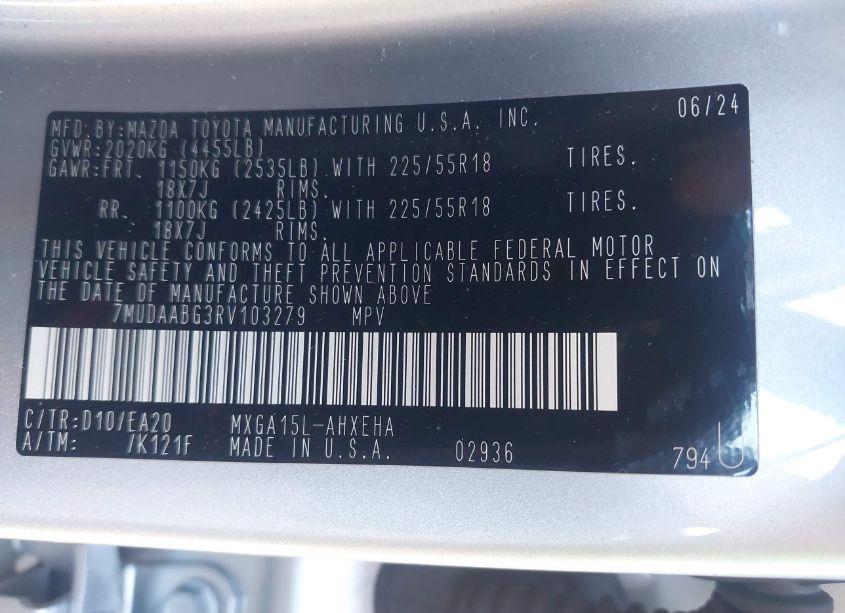 06/24
MFD.BY:MAZDA TOYOTA MANUFACTURING U.S.A. INC.
GVWR:2020KG (4455LB)
GAWR:FRT. 1150KG (2535LB) WITH 225/55R18 TIRES.
18X7J RIMS.
RR. 1100KG (2425LB) WITH 225/55R18 TIRES.
18X7J RIMS.
THIS VEHICLE CONFORMS TO ALL APPLICABLE FEDERAL MOTOR
VEHICLE SAFETY AND THEFT PREVENTION STANDARDS IN EFFECT ON
THE DATE OF MANUFACTURE SHOWN ABOVE
7MUDAABG3RV103279 MPV
C/TR:D10/EA20 MXGA15L-AHXEHA
A/TM: /K121F MADE IN U.S.A. 02936 794